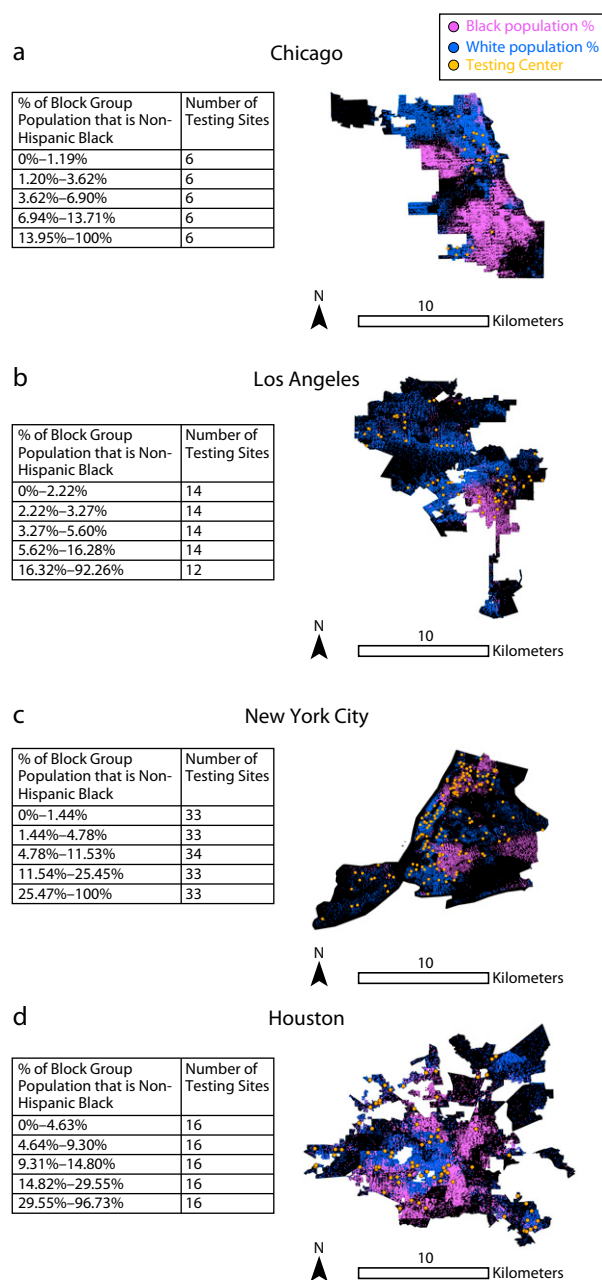 Black population %
White population %
Testing Center
a
Chicago
% of Block Group Population that is Non-Hispanic Black
Number of Testing Sites
0%–1.19% 6
1.20%–3.62% 6
3.62%–6.90% 6
6.94%–13.71% 6
13.95%–100% 6
N
10
Kilometers
b
Los Angeles
% of Block Group Population that is Non-Hispanic Black
Number of Testing Sites
0%–2.22% 14
2.22%–3.27% 14
3.27%–5.60% 14
5.62%–16.28% 14
16.32%–92.26% 12
N
10
Kilometers
c
New York City
% of Block Group Population that is Non-Hispanic Black
Number of Testing Sites
0%–1.44% 33
1.44%–4.78% 33
4.78%–11.53% 34
11.54%–25.45% 33
25.47%–100% 33
N
10
Kilometers
d
Houston
% of Block Group Population that is Non-Hispanic Black
Number of Testing Sites
0%–4.63% 16
4.64%–9.30% 16
9.31%–14.80% 16
14.82%–29.55% 16
29.55%–96.73% 16
N
10
Kilometers